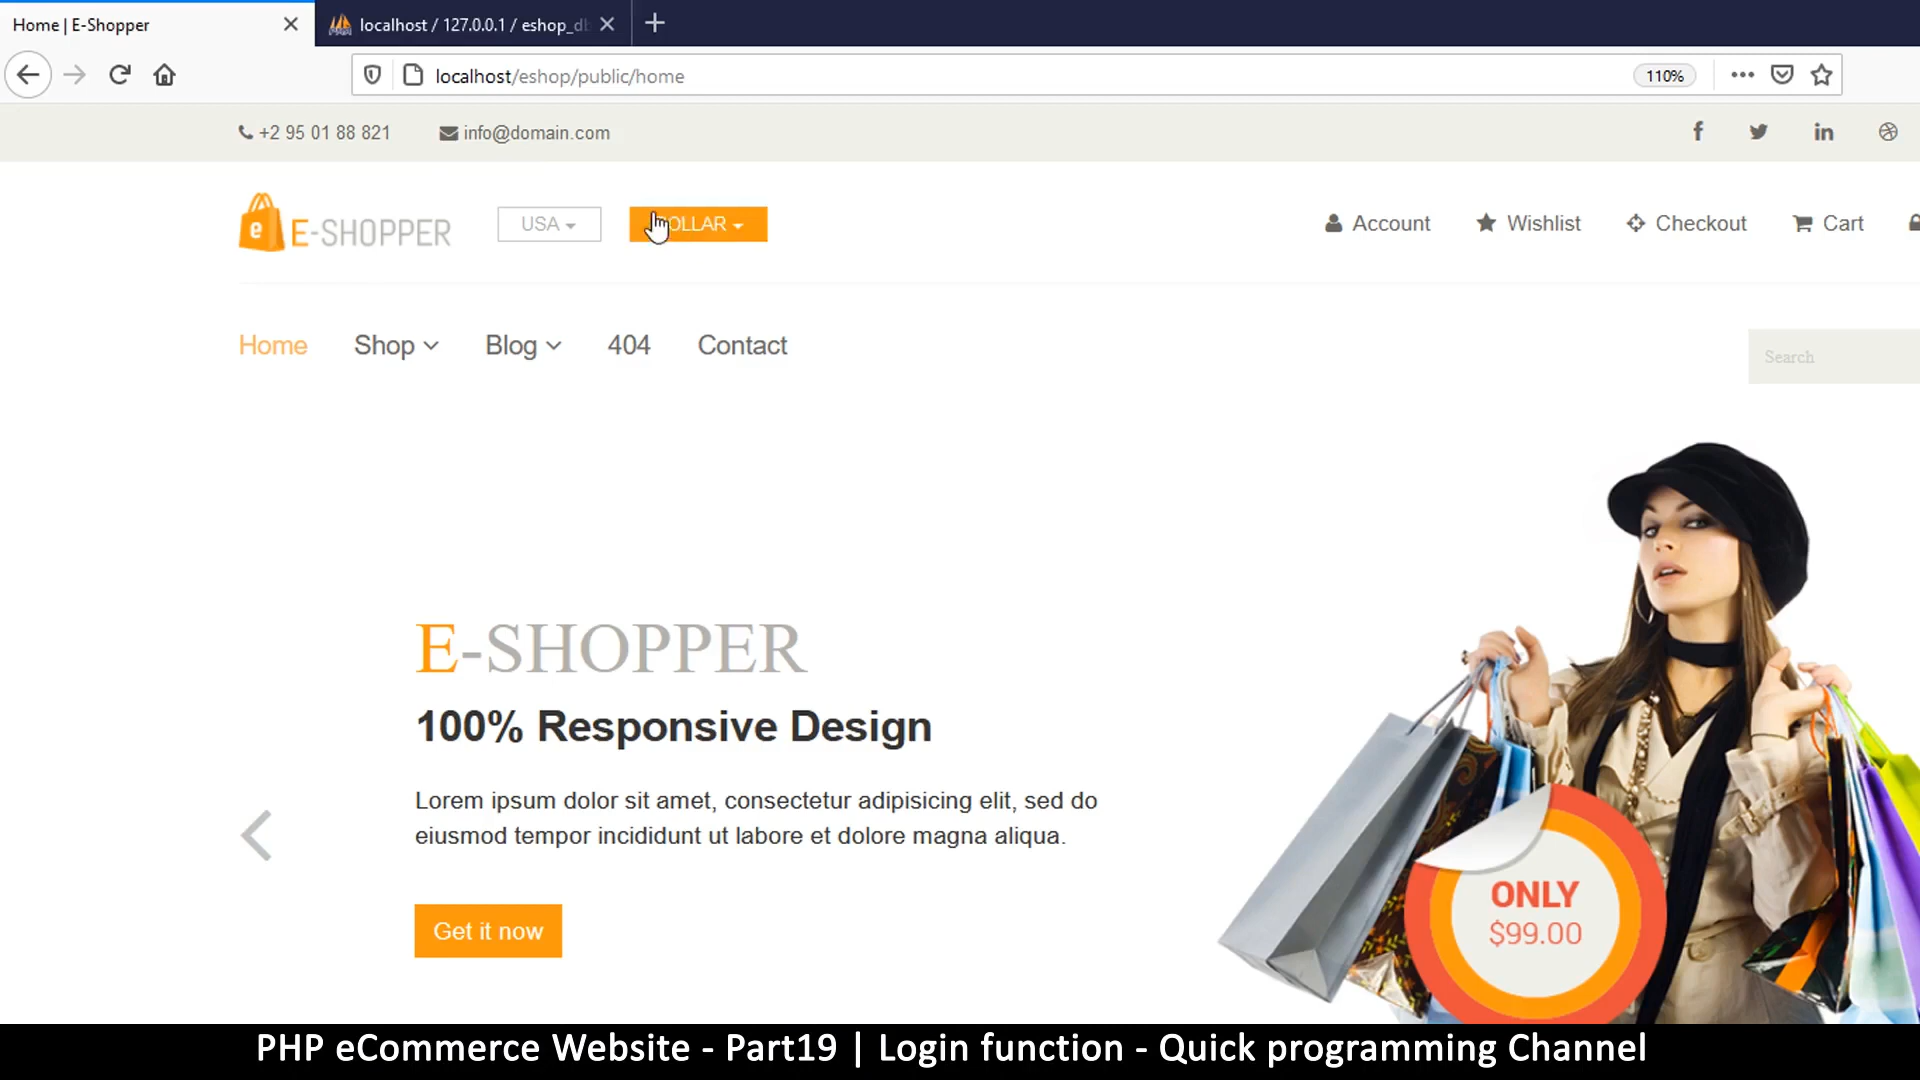 Home | E-Shopper
localhost / 127.0.0.1 / eshop_d
localhost/eshop/public/home
110%
+2 95 01 88 821
info@domain.com
E-SHOPPER
USA
OLLAR
Account
Wishlist
Checkout
Cart
Home
Shop
Blog
404
Contact
Search
E-SHOPPER
100% Responsive Design
Lorem ipsum dolor sit amet, consectetur adipisicing elit, sed do
eiusmod tempor incididunt ut labore et dolore magna aliqua.
Get it now
ONLY
$99.00
PHP eCommerce Website - Part19 | Login function - Quick programming Channel